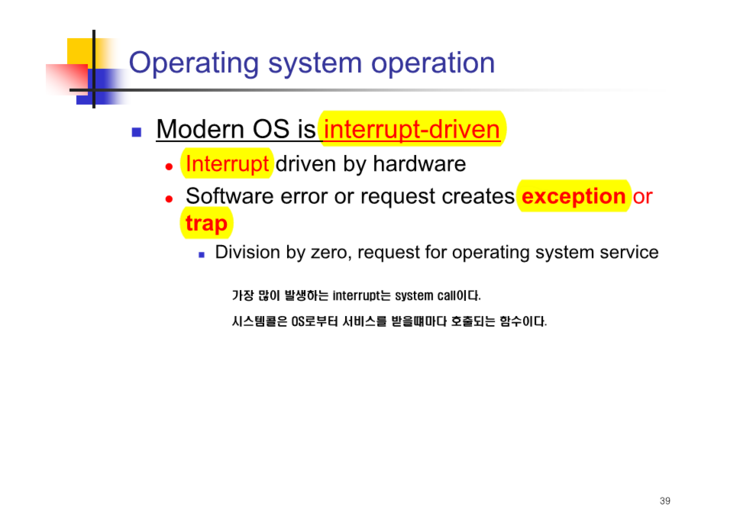 Operating system operation
Modern OS is interrupt-driven
Interrupt driven by hardware
Software error or request creates exception or
trap
Division by zero, request for operating system service
가장 많이 발생하는 interrupt는 system call이다.
시스템콜은 OS로부터 서비스를 받을떄마다 호출되는 함수이다.
39